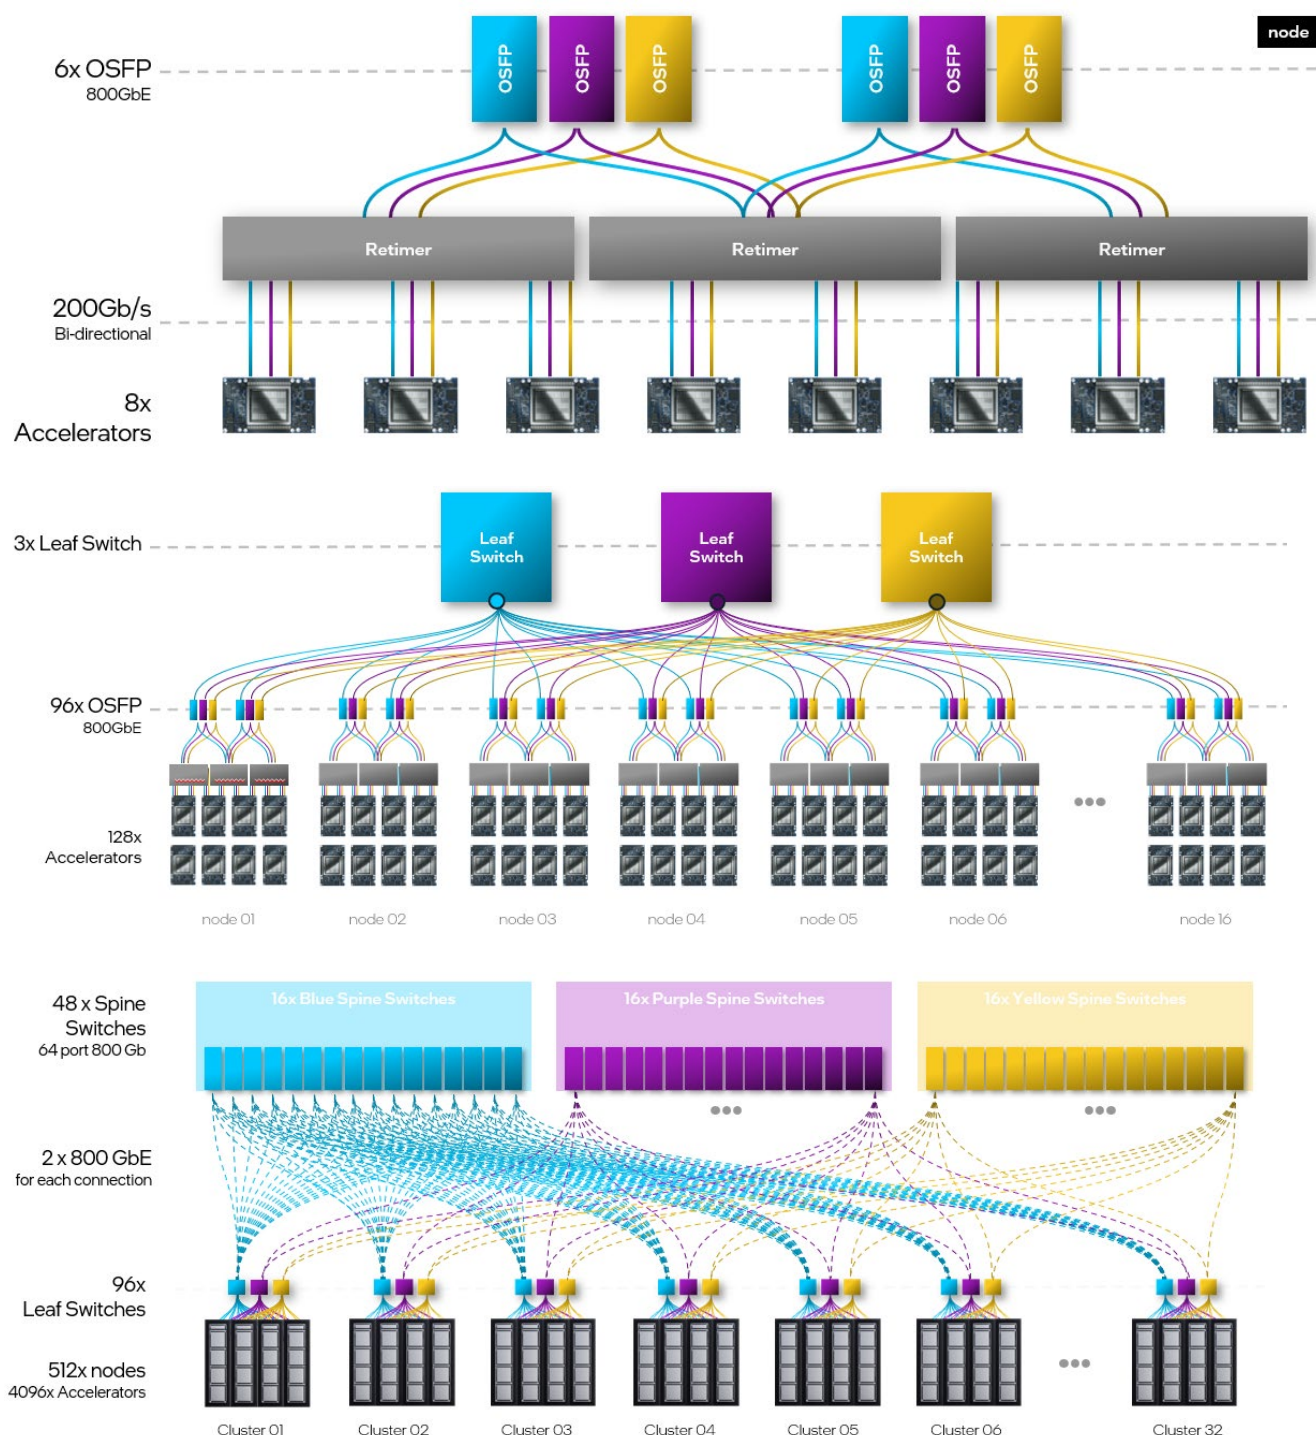 node
6x OSFP
800GbE
OSFP
OSFP
OSFP
OSFP
OSFP
OSFP
Retimer
Retimer
Retimer
200Gb/s
Bi-directional
8x
Accelerators
3x Leaf Switch
Leaf
Switch
Leaf
Switch
Leaf
Switch
96x OSFP
800GbE
128x
Accelerators
node 01
node 02
node 03
node 04
node 05
node 06
node 16
48 x Spine
Switches
64 port 800 Gb
16x Blue Spine Switches
16x Purple Spine Switches
16x Yellow Spine Switches
2 x 800 GbE
for each connection
96x
Leaf Switches
512x nodes
4096x Accelerators
Cluster 01
Cluster 02
Cluster 03
Cluster 04
Cluster 05
Cluster 06
Cluster 32